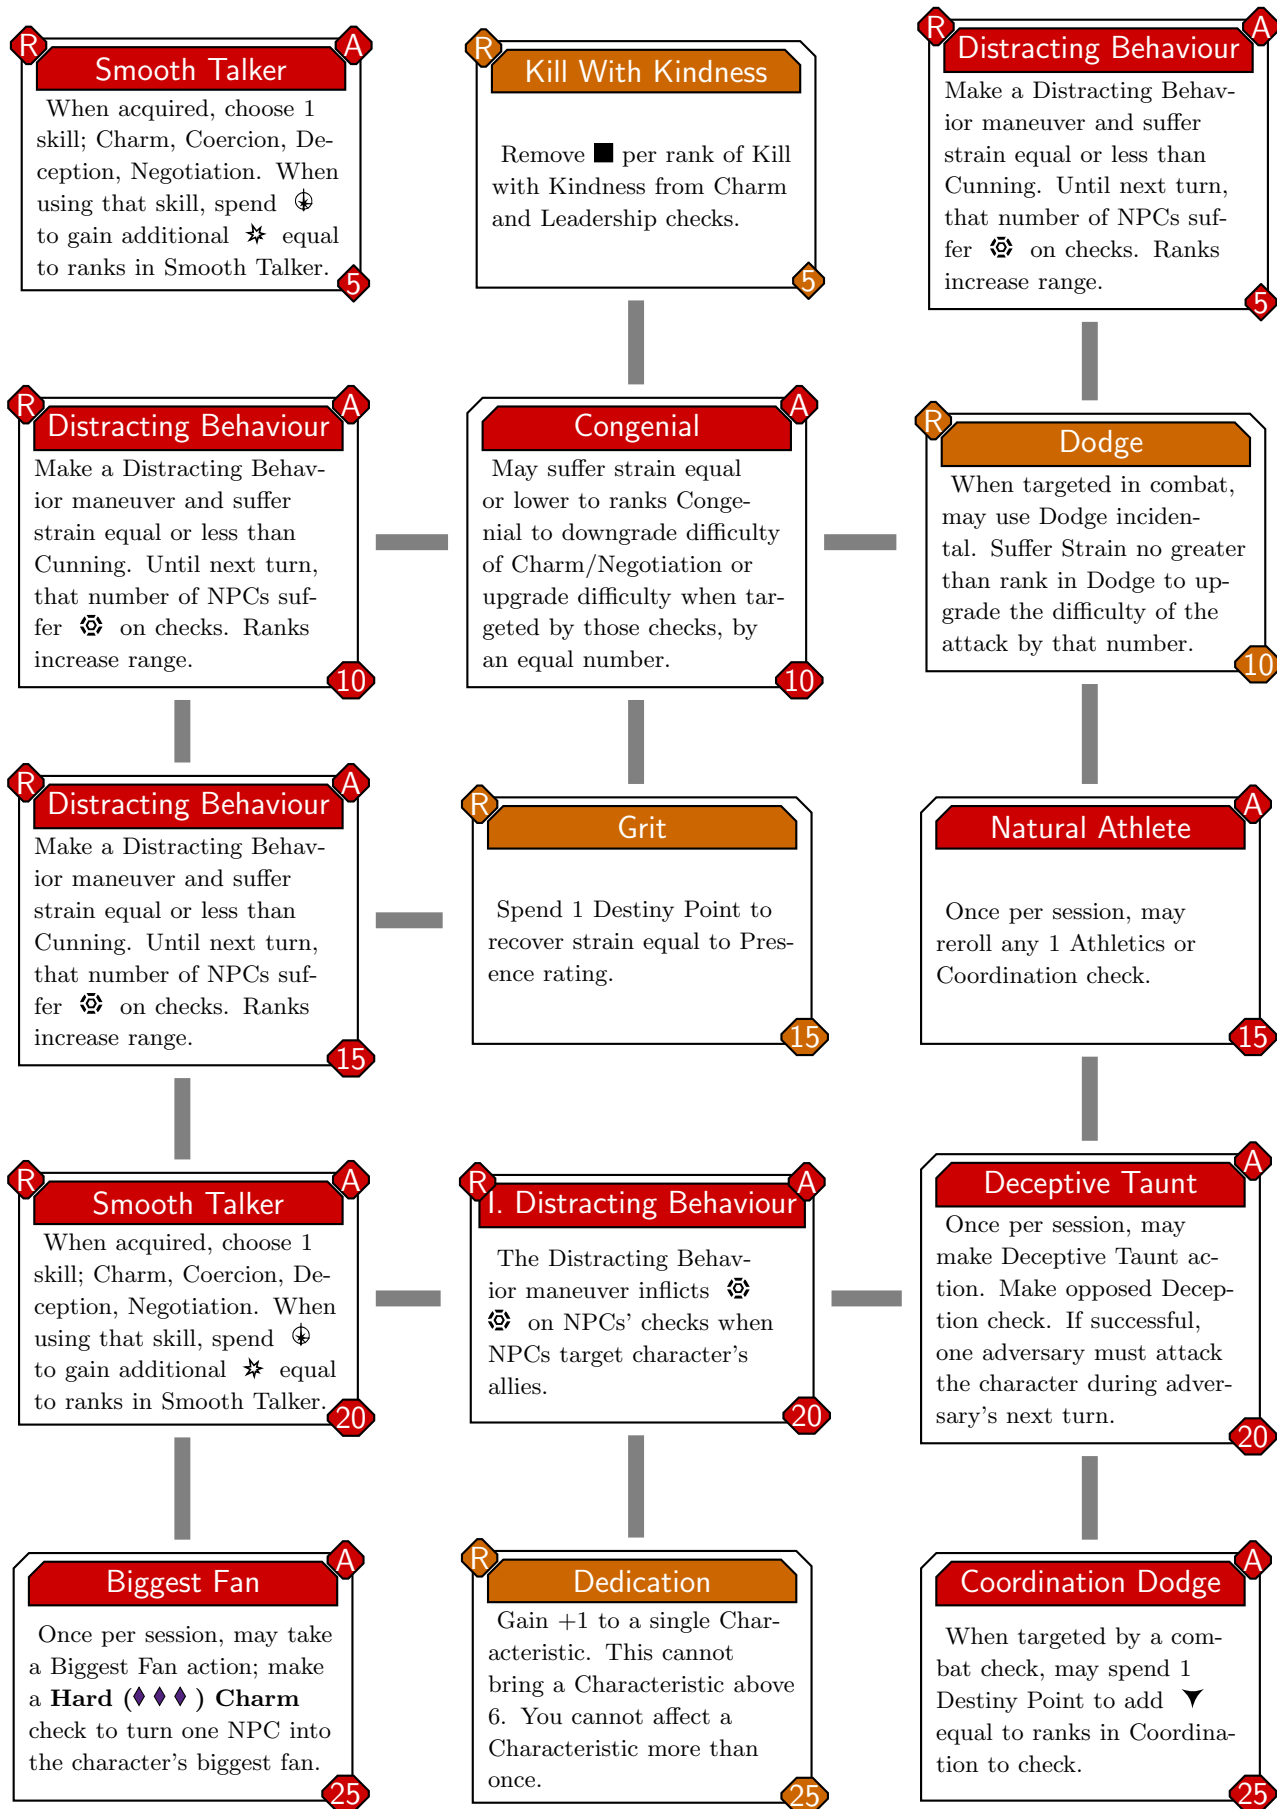 R
A
Smooth Talker
When acquired, choose 1
skill; Charm, Coercion, De-
ception, Negotiation. When
using that skill, spend
to gain additional equal
to ranks in Smooth Talker.
5
R
Kill With Kindness
Remove ■ per rank of Kill
with Kindness from Charm
and Leadership checks.
5
R
A
Distracting Behaviour
Make a Distracting Behav-
ior maneuver and suffer
strain equal or less than
Cunning. Until next turn,
that number of NPCs suf-
fer on checks. Ranks
increase range.
5
R
A
Distracting Behaviour
Make a Distracting Behav-
ior maneuver and suffer
strain equal or less than
Cunning. Until next turn,
that number of NPCs suf-
fer on checks. Ranks
increase range.
10
A
Congenial
May suffer strain equal
or lower to ranks Conge-
nial to downgrade difficulty
of Charm/Negotiation or
upgrade difficulty when tar-
geted by those checks, by
an equal number.
10
R
Dodge
When targeted in combat,
may use Dodge inciden-
tal. Suffer Strain no greater
than rank in Dodge to up-
grade the difficulty of the
attack by that number.
10
R
A
Distracting Behaviour
Make a Distracting Behav-
ior maneuver and suffer
strain equal or less than
Cunning. Until next turn,
that number of NPCs suf-
fer on checks. Ranks
increase range.
15
R
Grit
Spend 1 Destiny Point to
recover strain equal to Pres-
ence rating.
15
A
Natural Athlete
Once per session, may
reroll any 1 Athletics or
Coordination check.
15
R
A
Smooth Talker
When acquired, choose 1
skill; Charm, Coercion, De-
ception, Negotiation. When
using that skill, spend
to gain additional equal
to ranks in Smooth Talker.
20
R
A
I. Distracting Behaviour
The Distracting Behav-
ior maneuver inflicts
on NPCs' checks when
NPCs target character's
allies.
20
A
Deceptive Taunt
Once per session, may
make Deceptive Taunt ac-
tion. Make opposed Decep-
tion check. If successful,
one adversary must attack
the character during adver-
sary's next turn.
20
A
Biggest Fan
Once per session, may take
a Biggest Fan action; make
a Hard (♦ ♦ ♦ ) Charm
check to turn one NPC into
the character's biggest fan.
25
R
Dedication
Gain +1 to a single Char-
acteristic. This cannot
bring a Characteristic above
6. You cannot affect a
Characteristic more than
once.
25
A
Coordination Dodge
When targeted by a com-
bat check, may spend 1
Destiny Point to add
equal to ranks in Coordina-
tion to check.
25